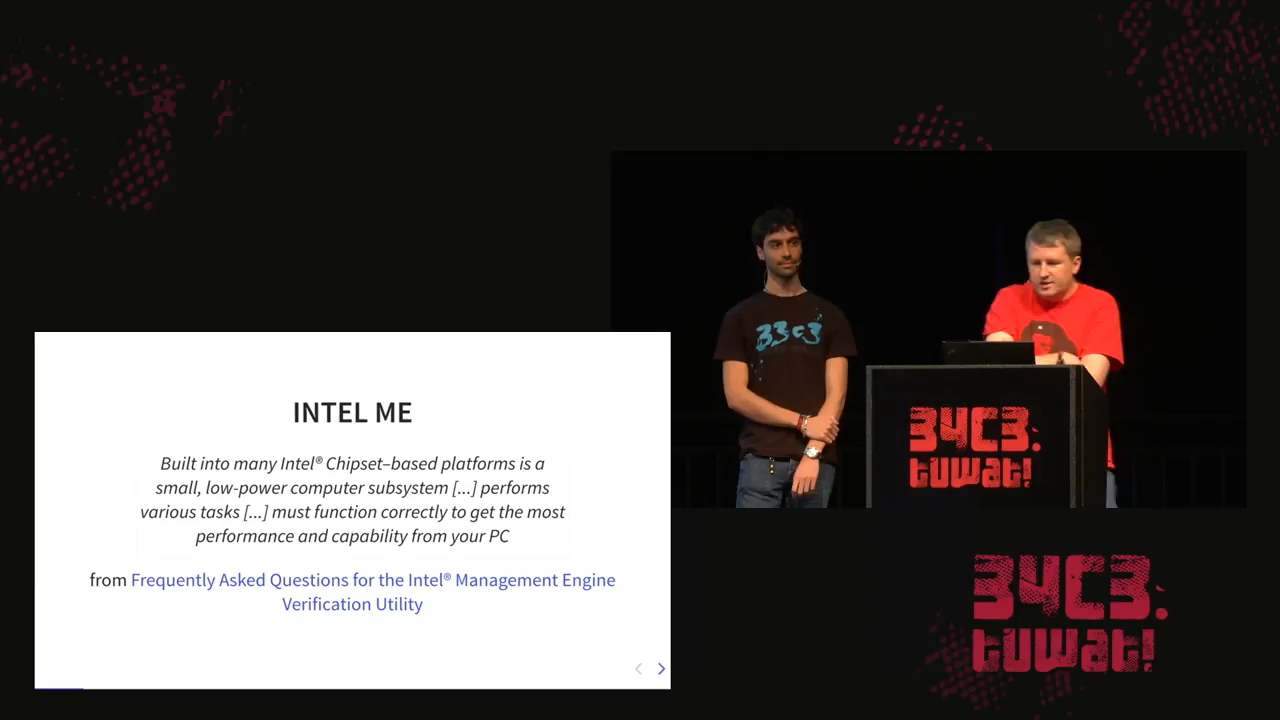 INTEL ME
Built into many Intel® Chipset–based platforms is a
small, low-power computer subsystem [...] performs
various tasks [...] must function correctly to get the most
performance and capability from your PC
from Frequently Asked Questions for the Intel® Management Engine
Verification Utility
33c3
34C3.
tuwat!
34C3.
tuwat!